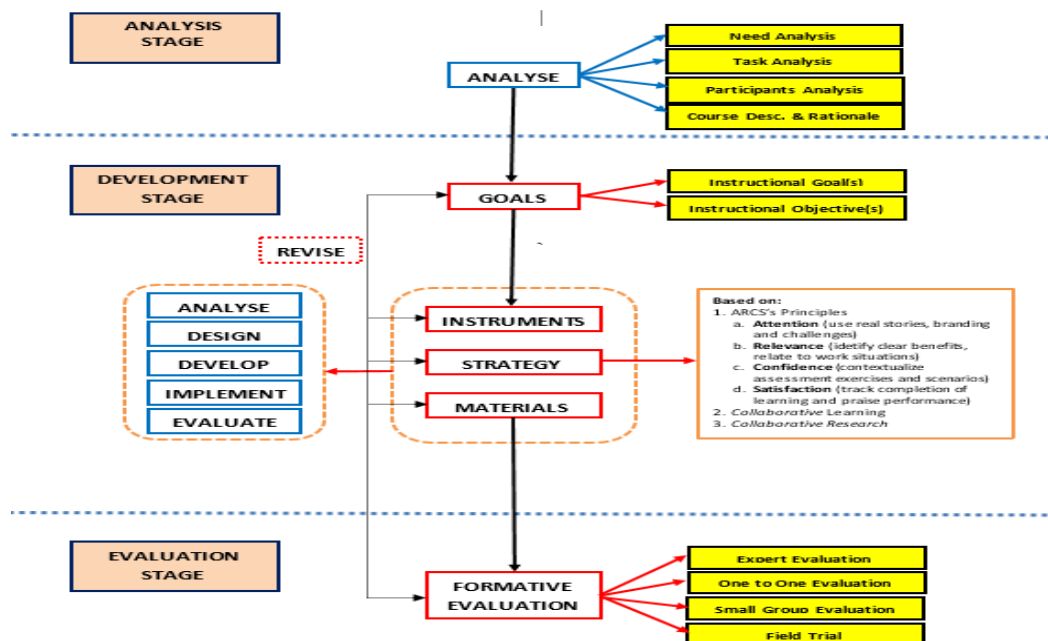 ANALYSIS
STAGE
ANALYSE
Need Analysis
Task Analysis
Participants Analysis
Course Desc. & Rationale
DEVELOPMENT
STAGE
GOALS
Instructional Goal(s)
Instructional Objective(s)
REVISE
ANALYSE
DESIGN
DEVELOP
IMPLEMENT
EVALUATE
INSTRUMENTS
STRATEGY
MATERIALS
Based on:
1. ARCS's Principles
a. Attention (use real stories, branding
and challenges)
b. Relevance (idetify clear benefits,
relate to work situations)
c. Confidence (contextualize
assessment exercises and scenarios)
d. Satisfaction (track completion of
learning and praise performance)
2. Collaborative Learning
3. Collaborative Research
EVALUATION
STAGE
FORMATIVE
EVALUATION
Expert Evaluation
One to One Evaluation
Small Group Evaluation
Field Trial